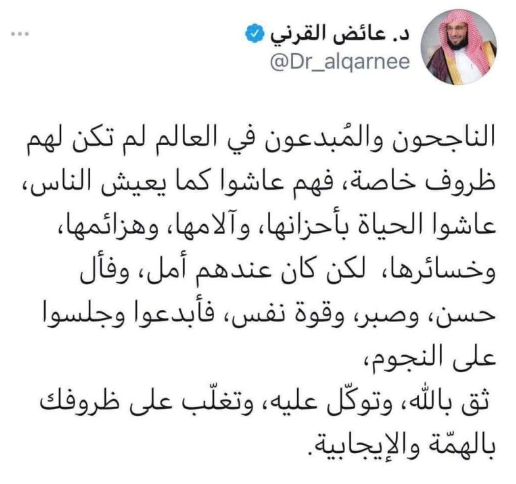 د. عائض القرني
@Dr_alqarnee
الناجحون والمُبدعون في العالم لم تكن لهم
ظروف خاصة، فهم عاشوا كما يعيش الناس،
عاشوا الحياة بأحزانها، وآلامها، وهزائمها،
وخسائرها، لكن كان عندهم أمل، وفأل
حسن، وصبر، وقوة نفس، فأبدعوا وجلسوا
على النجوم،
ثق بالله، وتوكّل عليه، وتغلّب على ظروفك
بالهمّة والإيجابية.